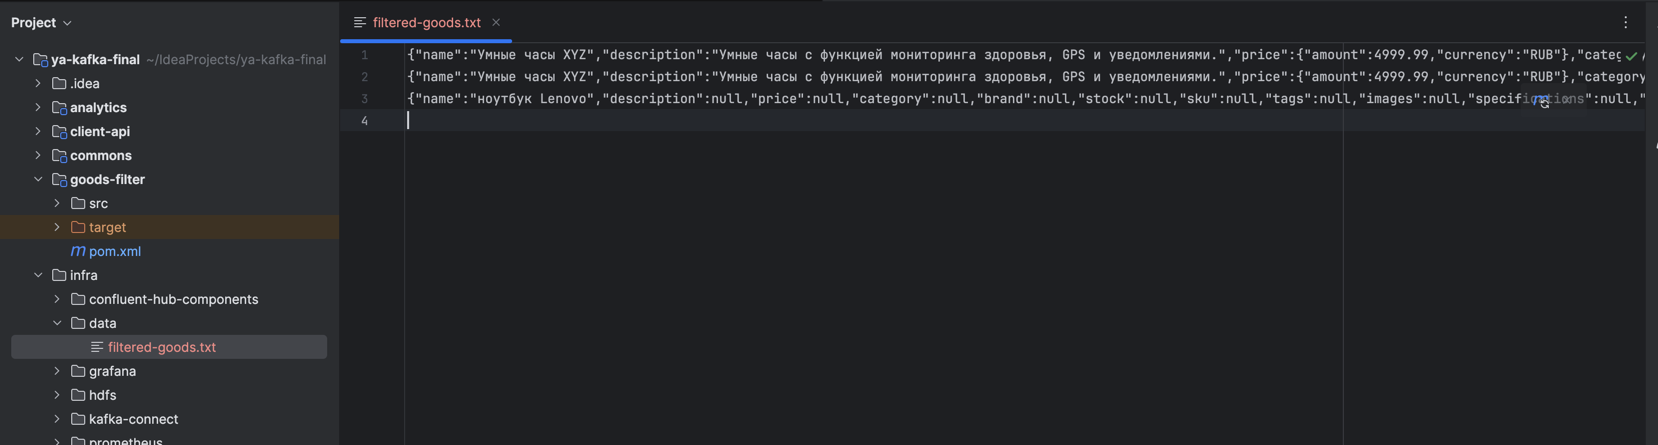 Project
filtered-goods.txt
ya-kafka-final ~/IdeaProjects/ya-kafka-final
.idea
analytics
client-api
commons
goods-filter
src
target
pom.xml
infra
confluent-hub-components
data
filtered-goods.txt
grafana
hdfs
kafka-connect
prometheus
1 {"name":"Умные часы XYZ","description":"Умные часы с функцией мониторинга здоровья, GPS и уведомлениями.","price":{"amount":4999.99,"currency":"RUB"},"categ
2 {"name":"Умные часы XYZ","description":"Умные часы с функцией мониторинга здоровья, GPS и уведомлениями.","price":{"amount":4999.99,"currency":"RUB"},"category
3 {"name":"ноутбук Lenovo","description":null,"price":null,"category":null,"brand":null,"stock":null,"sku":null,"tags":null,"images":null,"specifications":null,"
4